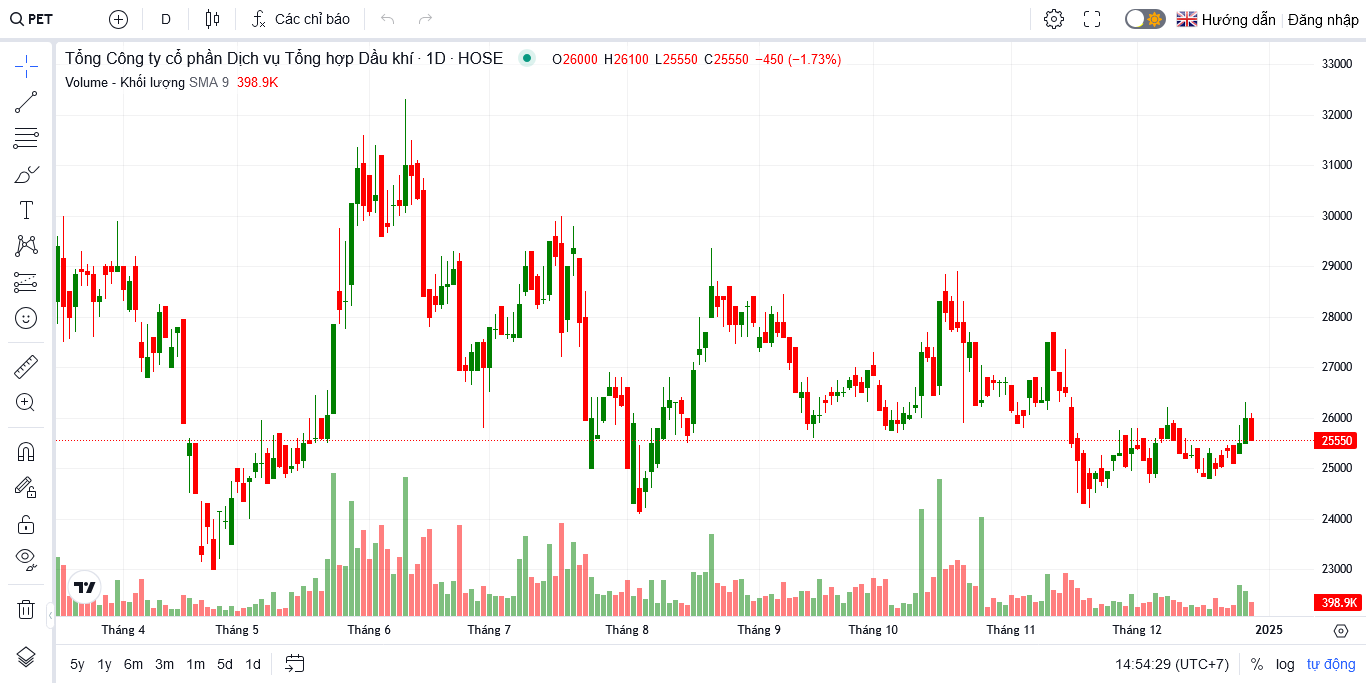 PET D Các chỉ báo Hướng dẫn Đăng nhập
Tổng Công ty cổ phần Dịch vụ Tổng hợp Dầu khí · 1D · HOSE O26000 H26100 L25550 C25550 −450 (−1.73%)
Volume - Khối lượng SMA 9 398.9K
33000
32000
31000
30000
29000
28000
27000
26000
25550
25000
24000
23000
398.9K
Tháng 4 Tháng 5 Tháng 6 Tháng 7 Tháng 8 Tháng 9 Tháng 10 Tháng 11 Tháng 12 2025
5y 1y 6m 3m 1m 5d 1d 14:54:29 (UTC+7) % log tự động